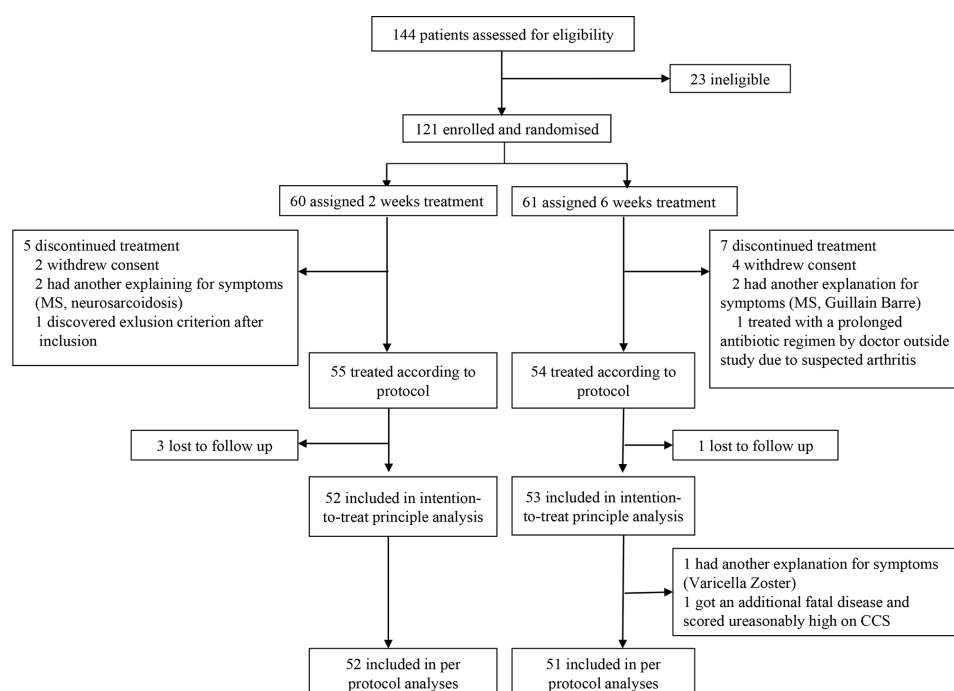 144 patients assessed for eligibility
23 ineligible
121 enrolled and randomised
60 assigned 2 weeks treatment
61 assigned 6 weeks treatment
5 discontinued treatment
2 withdrew consent
2 had another explaining for symptoms
(MS, neurosarcoidosis)
1 discovered exlusion criterion after
inclusion
7 discontinued treatment
4 withdrew consent
2 had another explanation for
symptoms (MS, Guillain Barre)
1 treated with a prolonged
antibiotic regimen by doctor outside
study due to suspected arthritis
55 treated according to
protocol
54 treated according to
protocol
3 lost to follow up
1 lost to follow up
52 included in intention-
to-treat principle analysis
53 included in intention-
to-treat principle analysis
1 had another explanation for symptoms
(Varicella Zoster)
1 got an additional fatal disease and
scored ureasonably high on CCS
52 included in per
protocol analyses
51 included in per
protocol analyses